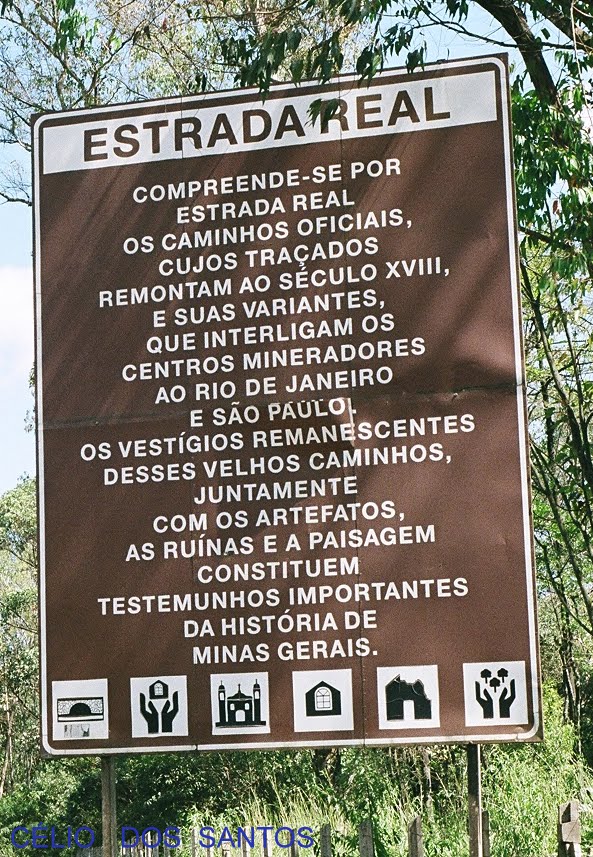 ESTRADA REAL
COMPREENDE-SE POR
ESTRADA REAL
OS CAMINHOS OFICIAIS,
CUJOS TRAÇADOS
REMONTAM AO SÉCULO XVIII,
E SUAS VARIANTES,
QUE INTERLIGAM OS
CENTROS MINERADORES
AO RIO DE JANEIRO
E SÃO PAULO.
OS VESTÍGIOS REMANESCENTES
DESSES VELHOS CAMINHOS,
JUNTAMENTE
COM OS ARTEFATOS,
AS RUÍNAS E A PAISAGEM
CONSTITUEM
TESTEMUNHOS IMPORTANTES
DA HISTÓRIA DE
MINAS GERAIS.
CÉLIO DOS SANTOS